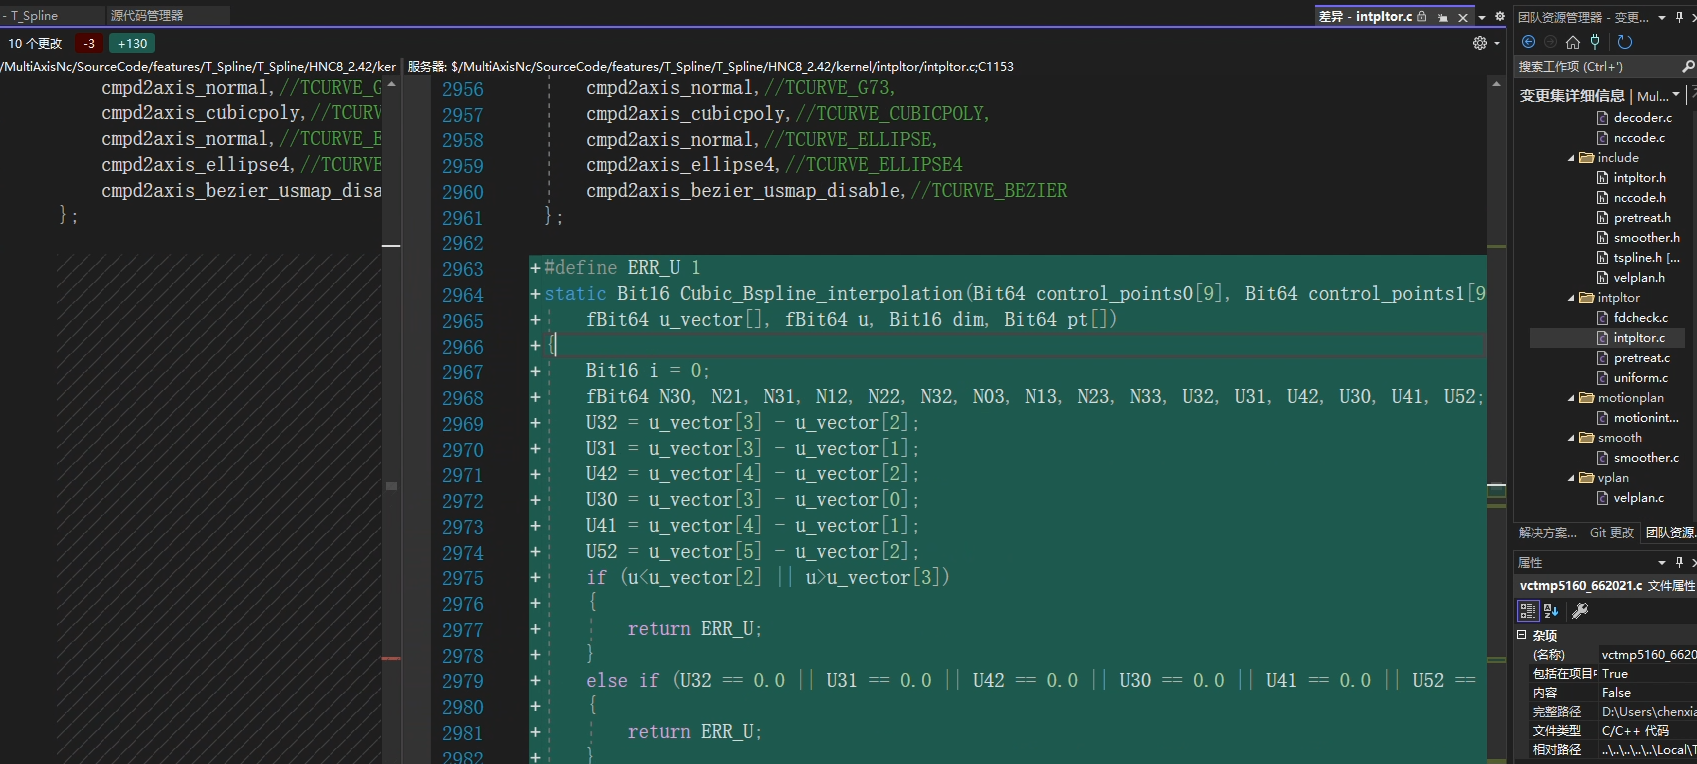 - T_Spline
源代码管理器
差异 - intpltor.c
10 个更改 -3 +130
/MultiAxisNc/SourceCode/features/T_Spline/T_Spline/HNC8_2.42/ker
服务器: $/MultiAxisNc/SourceCode/features/T_Spline/T_Spline/HNC8_2.42/kernel/intpltor/intpltor.c;C1153
cmpd2axis_normal,//TCURVE_G
cmpd2axis_cubicpoly,//TCURV
cmpd2axis_normal,//TCURVE_E
cmpd2axis_ellipse4,//TCURVE
cmpd2axis_bezier_usmap_disa
};
2956 cmpd2axis_normal,//TCURVE_G73,
2957 cmpd2axis_cubicpoly,//TCURVE_CUBICPOLY,
2958 cmpd2axis_normal,//TCURVE_ELLIPSE,
2959 cmpd2axis_ellipse4,//TCURVE_ELLIPSE4
2960 cmpd2axis_bezier_usmap_disable,//TCURVE_BEZIER
2961 };
2962
2963 +#define ERR_U 1
2964 +static Bit16 Cubic_Bspline_interpolation(Bit64 control_points0[9], Bit64 control_points1[9
2965 + fBit64 u_vector[], fBit64 u, Bit16 dim, Bit64 pt[])
2966 +{
2967 + Bit16 i = 0;
2968 + fBit64 N30, N21, N31, N12, N22, N32, N03, N13, N23, N33, U32, U31, U42, U30, U41, U52;
2969 + U32 = u_vector[3] - u_vector[2];
2970 + U31 = u_vector[3] - u_vector[1];
2971 + U42 = u_vector[4] - u_vector[2];
2972 + U30 = u_vector[3] - u_vector[0];
2973 + U41 = u_vector[4] - u_vector[1];
2974 + U52 = u_vector[5] - u_vector[2];
2975 + if (u<u_vector[2] || u>u_vector[3])
2976 + {
2977 + return ERR_U;
2978 + }
2979 + else if (U32 == 0.0 || U31 == 0.0 || U42 == 0.0 || U30 == 0.0 || U41 == 0.0 || U52 ==
2980 + {
2981 + return ERR_U;
2982 + }
团队资源管理器 - 变更...
搜索工作项 (Ctrl+')
变更集详细信息 | Mul...
decoder.c
nccode.c
include
intpltor.h
nccode.h
pretreat.h
smoother.h
tspline.h [...
velplan.h
intpltor
fdcheck.c
intpltor.c
pretreat.c
uniform.c
motionplan
motionint...
smooth
smoother.c
vplan
velplan.c
解决方案... Git 更改 团队资源...
属性
vctmp5160_662021.c 文件属性
杂项
(名称) vctmp5160_6620
包括在项目中 True
内容 False
完整路径 D:\Users\chenxia
文件类型 C/C++ 代码
相对路径 ..\..\..\..\..\Local\T